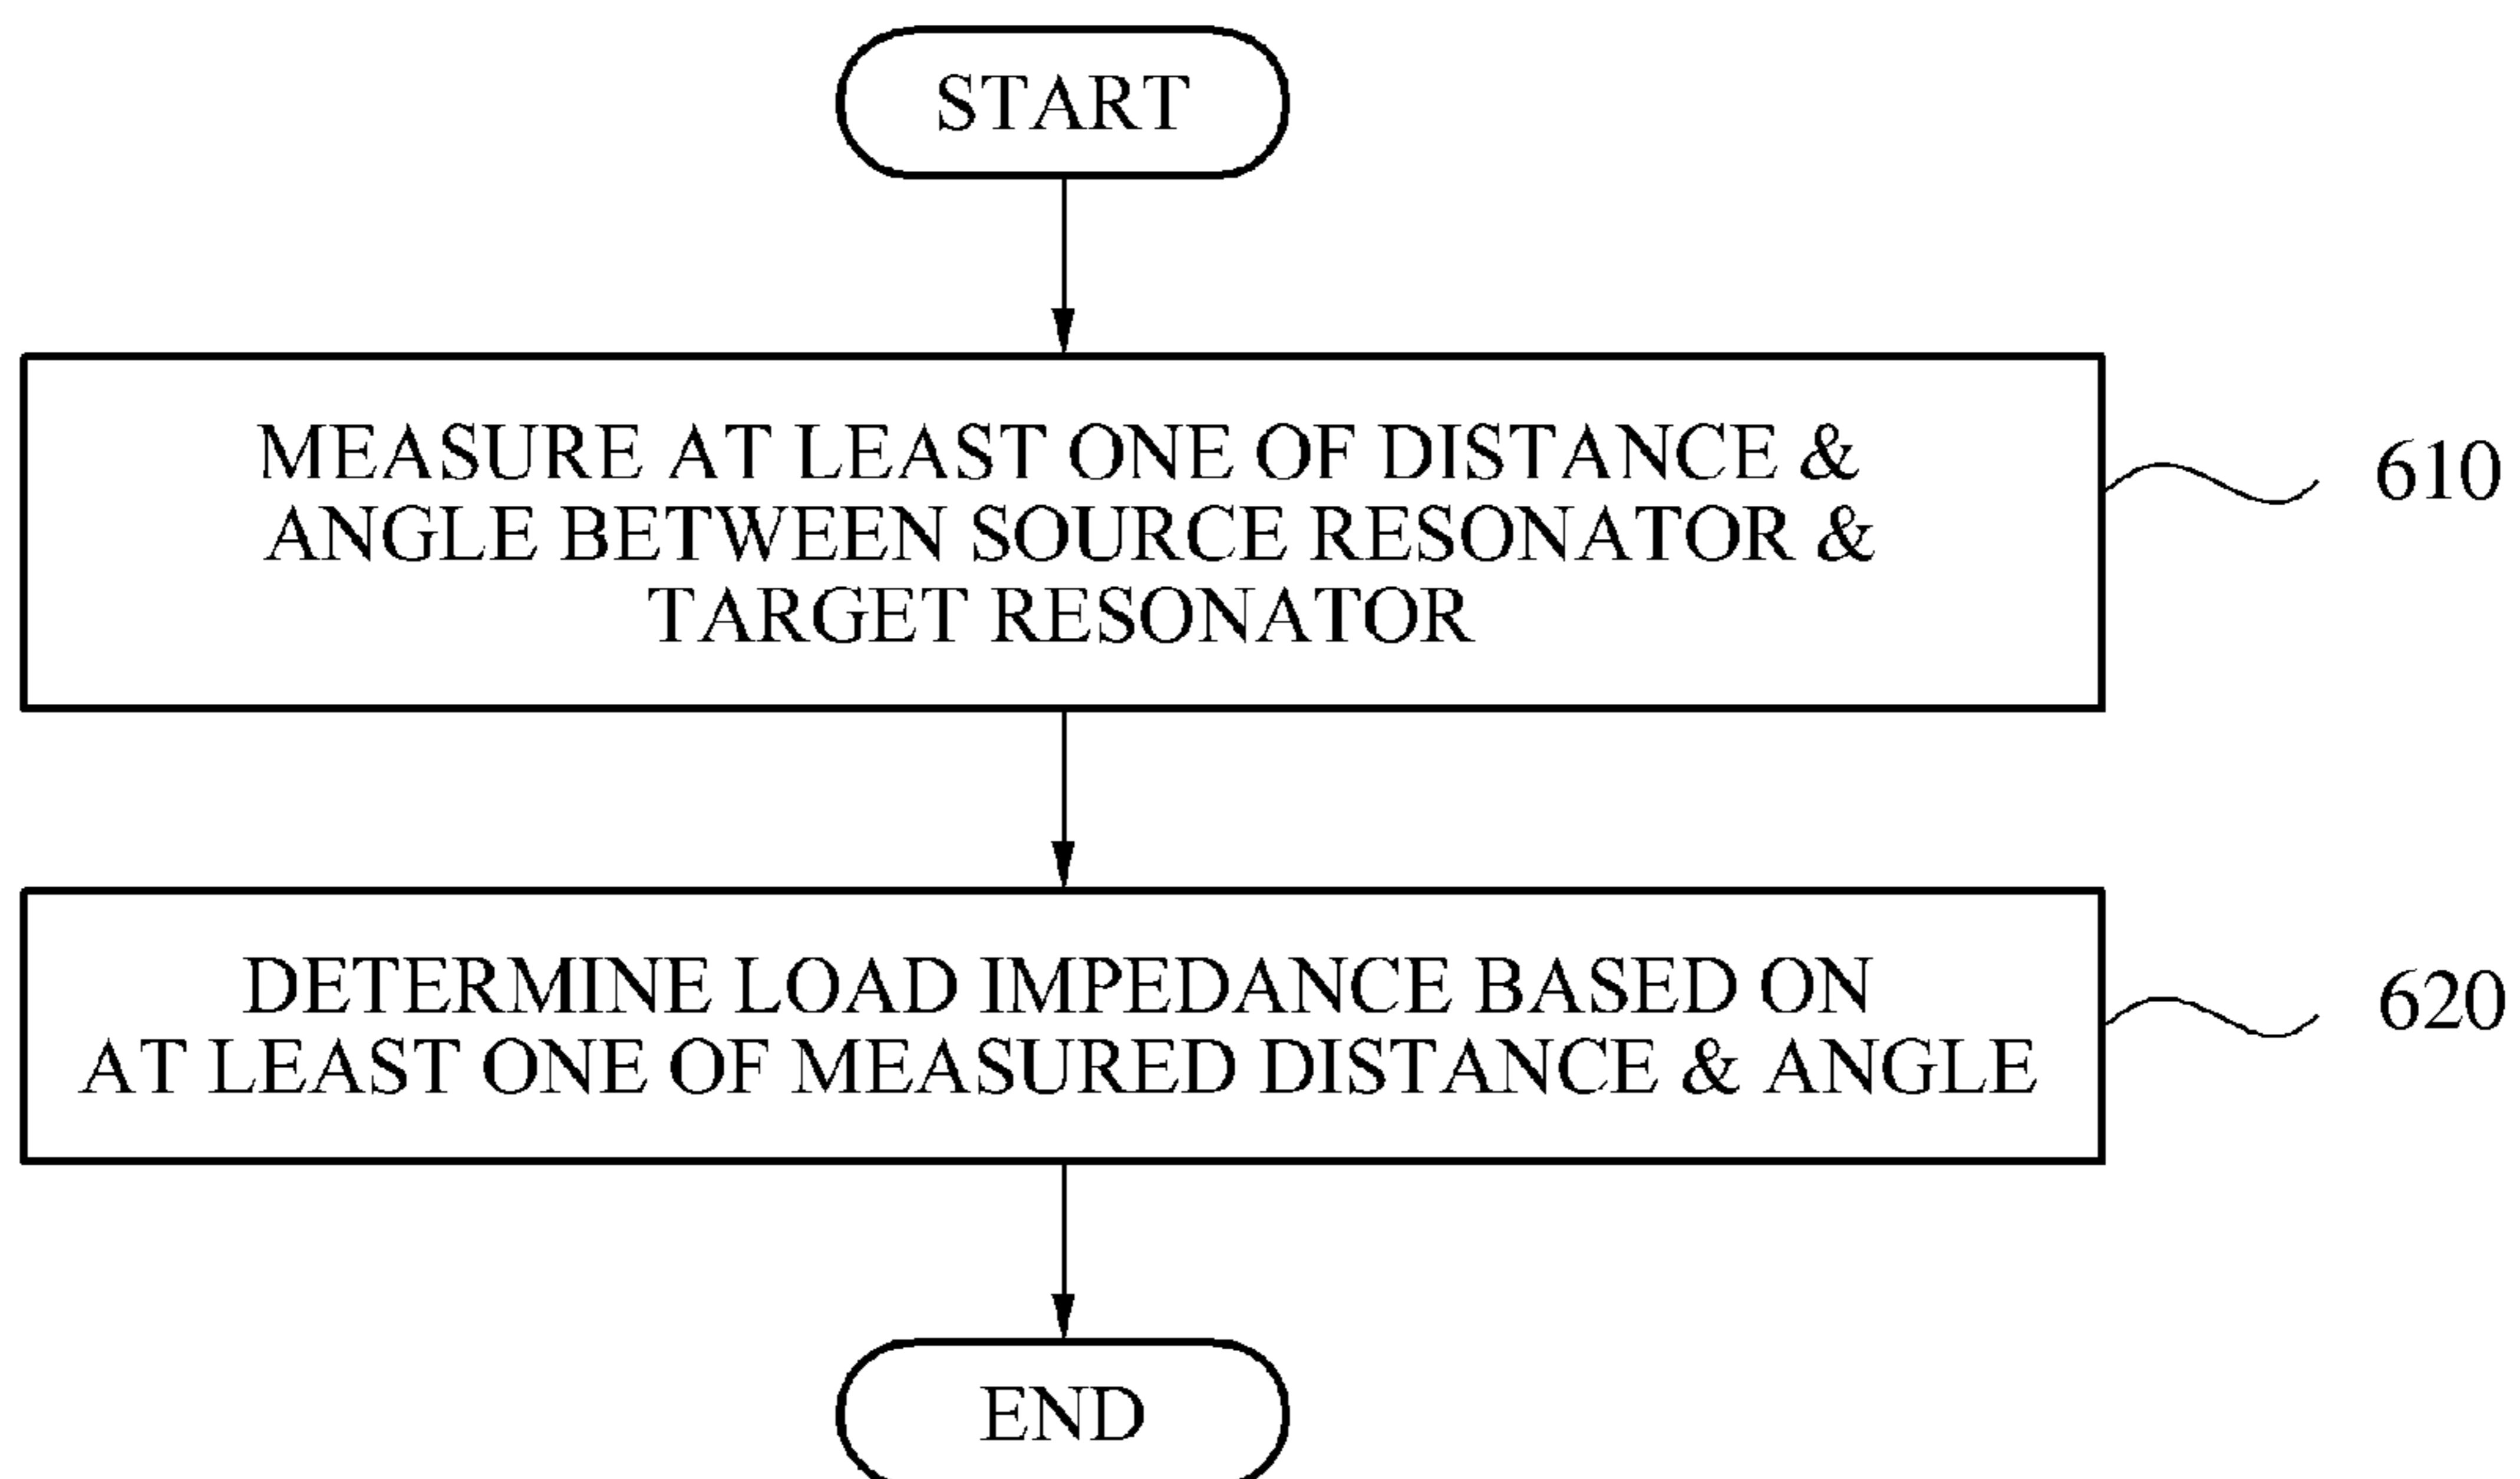 START
MEASURE AT LEAST ONE OF DISTANCE &
ANGLE BETWEEN SOURCE RESONATOR &
TARGET RESONATOR
610
DETERMINE LOAD IMPEDANCE BASED ON
AT LEAST ONE OF MEASURED DISTANCE & ANGLE
620
END